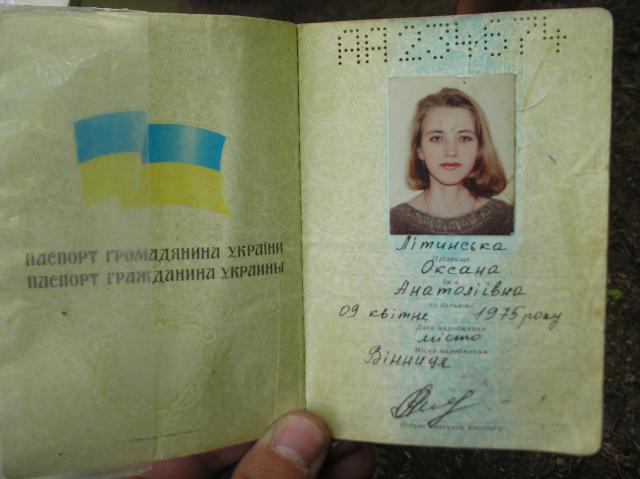 ПАСПОРТ ГРОМАДЯНИНА УКРАЇНИ
ПАСПОРТ ГРАЖДАНИНА УКРАИНЫ
АА234674
Літинська
Прізвище
Оксана
Ім'я
Анатоліївна
по батькові
09 квітне 1975 року
Дата народження
місто
Місце народження
Вінниця
Підпис власника паспорта